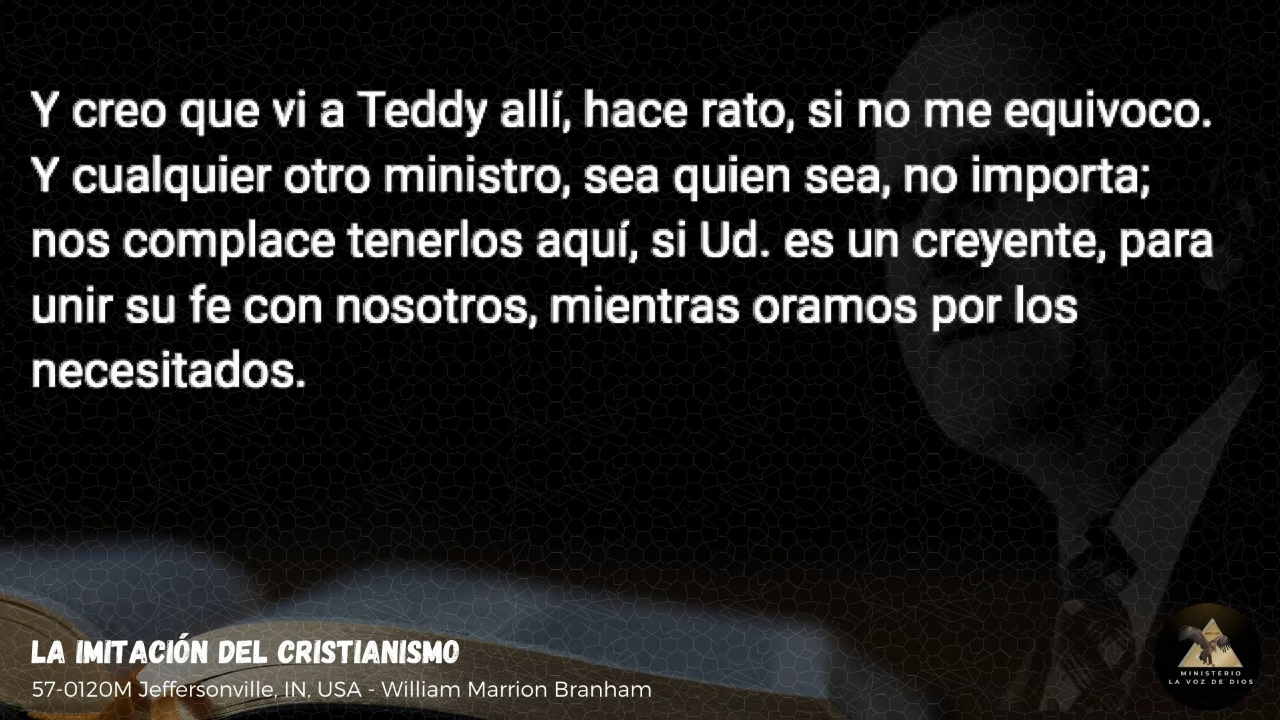 Y creo que vi a Teddy allí, hace rato, si no me equivoco.
Y cualquier otro ministro, sea quien sea, no importa;
nos complace tenerlos aquí, si Ud. es un creyente, para
unir su fe con nosotros, mientras oramos por los
necesitados.
LA IMITACIÓN DEL CRISTIANISMO
57-0120M Jeffersonville, IN, USA - William Marrion Branham
MINISTERIO
LA VOZ DE DIOS